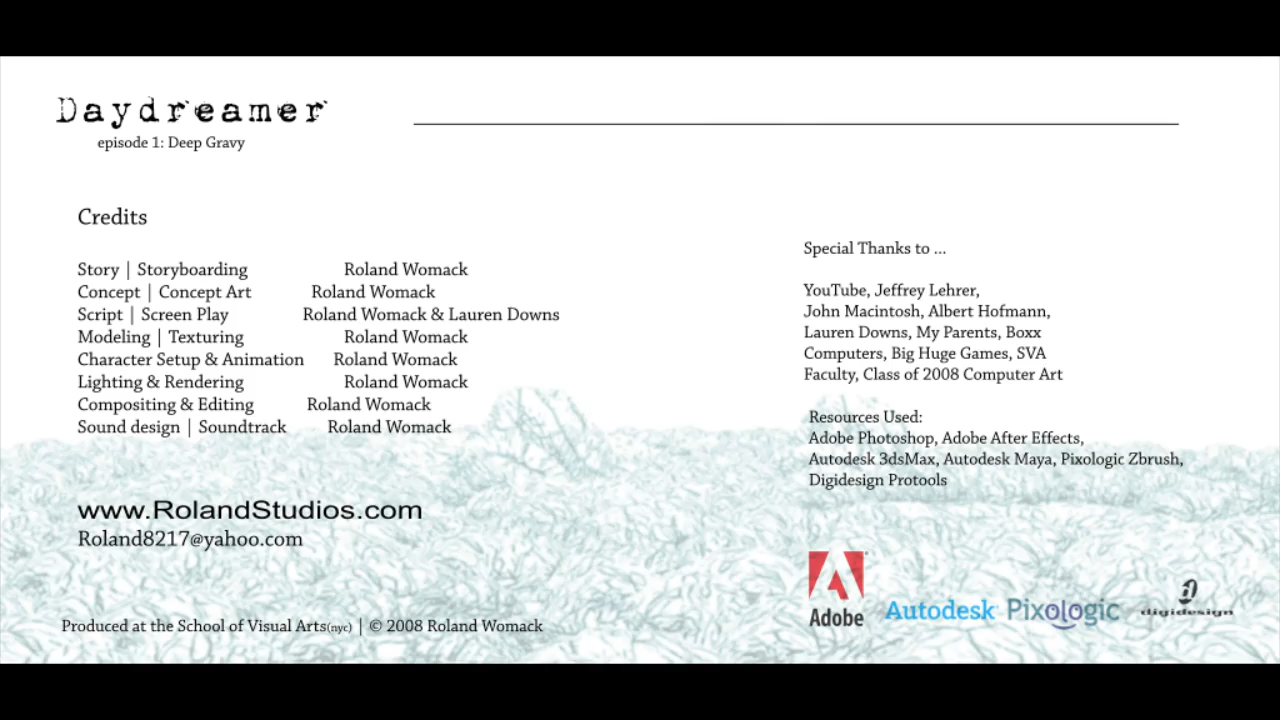 Daydreamer
episode 1: Deep Gravy
Credits
Story | Storyboarding Roland Womack
Concept | Concept Art Roland Womack
Script | Screen Play Roland Womack & Lauren Downs
Modeling | Texturing Roland Womack
Character Setup & Animation Roland Womack
Lighting & Rendering Roland Womack
Compositing & Editing Roland Womack
Sound design | Soundtrack Roland Womack
www.RolandStudios.com
Roland8217@yahoo.com
Produced at the School of Visual Arts(nyc) | © 2008 Roland Womack
Special Thanks to ...
YouTube, Jeffrey Lehrer,
John Macintosh, Albert Hofmann,
Lauren Downs, My Parents, Boxx
Computers, Big Huge Games, SVA
Faculty, Class of 2008 Computer Art
Resources Used:
Adobe Photoshop, Adobe After Effects,
Autodesk 3dsMax, Autodesk Maya, Pixologic Zbrush,
Digidesign Protools
Adobe
Autodesk
Pixologic
digidesign